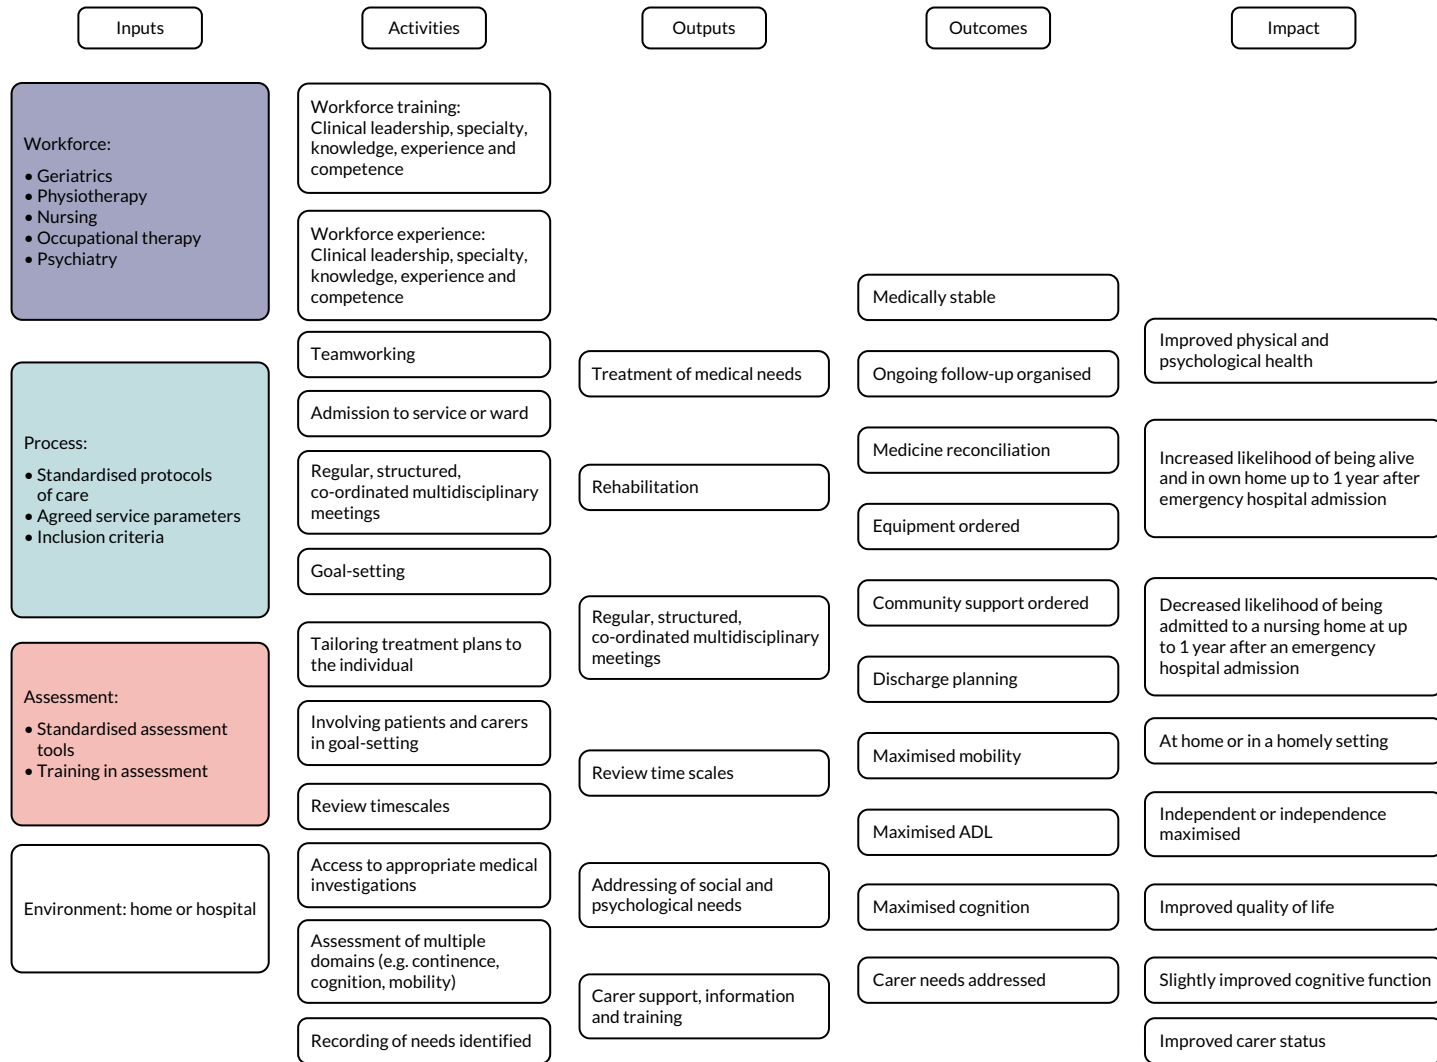 Inputs
Activities
Outputs
Outcomes
Impact
Workforce:
• Geriatrics
• Physiotherapy
• Nursing
• Occupational therapy
• Psychiatry
Process:
• Standardised protocols
of care
• Agreed service parameters
• Inclusion criteria
Assessment:
• Standardised assessment
tools
• Training in assessment
Environment: home or hospital
Workforce training:
Clinical leadership, specialty,
knowledge, experience and
competence
Workforce experience:
Clinical leadership, specialty,
knowledge, experience and
competence
Teamworking
Admission to service or ward
Regular, structured,
co-ordinated multidisciplinary
meetings
Goal-setting
Tailoring treatment plans to
the individual
Involving patients and carers
in goal-setting
Review timescales
Access to appropriate medical
investigations
Assessment of multiple
domains (e.g. continence,
cognition, mobility)
Recording of needs identified
Treatment of medical needs
Rehabilitation
Regular, structured,
co-ordinated multidisciplinary
meetings
Review time scales
Addressing of social and
psychological needs
Carer support, information
and training
Medically stable
Ongoing follow-up organised
Medicine reconciliation
Equipment ordered
Community support ordered
Discharge planning
Maximised mobility
Maximised ADL
Maximised cognition
Carer needs addressed
Improved physical and
psychological health
Increased likelihood of being alive
and in own home up to 1 year after
emergency hospital admission
Decreased likelihood of being
admitted to a nursing home at up
to 1 year after an emergency
hospital admission
At home or in a homely setting
Independent or independence
maximised
Improved quality of life
Slightly improved cognitive function
Improved carer status